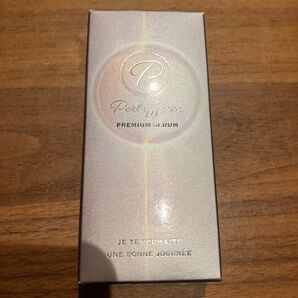 P
PREMIUM SERUM
JE TE SOUHAITE
UNE BONNE JOURNÉE